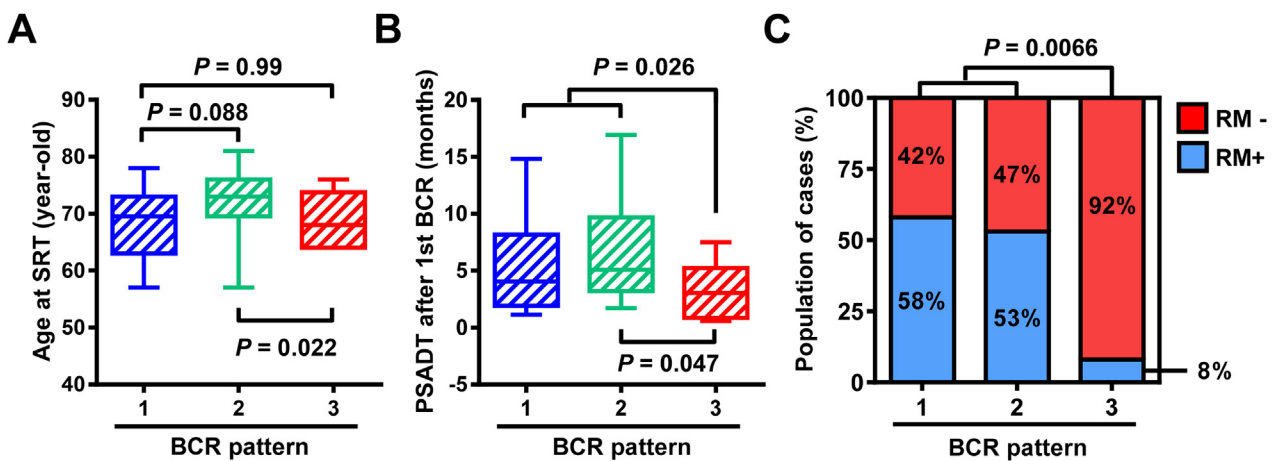 A
P = 0.99
P = 0.088
Age at SRT (year-old)
90
80
70
60
50
40
P = 0.022
1 2 3
BCR pattern
B
P = 0.026
PSADT after 1st BCR (months)
20
15
10
5
0
-5
P = 0.047
1 2 3
BCR pattern
C
P = 0.0066
Population of cases (%)
100
75
50
25
0
42%
47%
92%
58%
53%
8%
1 2 3
BCR pattern
RM -
RM+